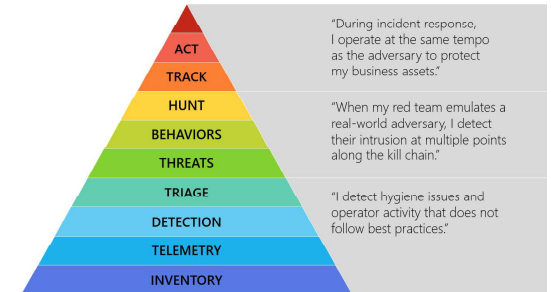 ACT
TRACK
HUNT
BEHAVIORS
THREATS
TRIAGE
DETECTION
TELEMETRY
INVENTORY
“During incident response,
I operate at the same tempo
as the adversary to protect
my business assets.”
“When my red team emulates a
real-world adversary, I detect
their intrusion at multiple points
along the kill chain.”
“I detect hygiene issues and
operator activity that does not
follow best practices.”